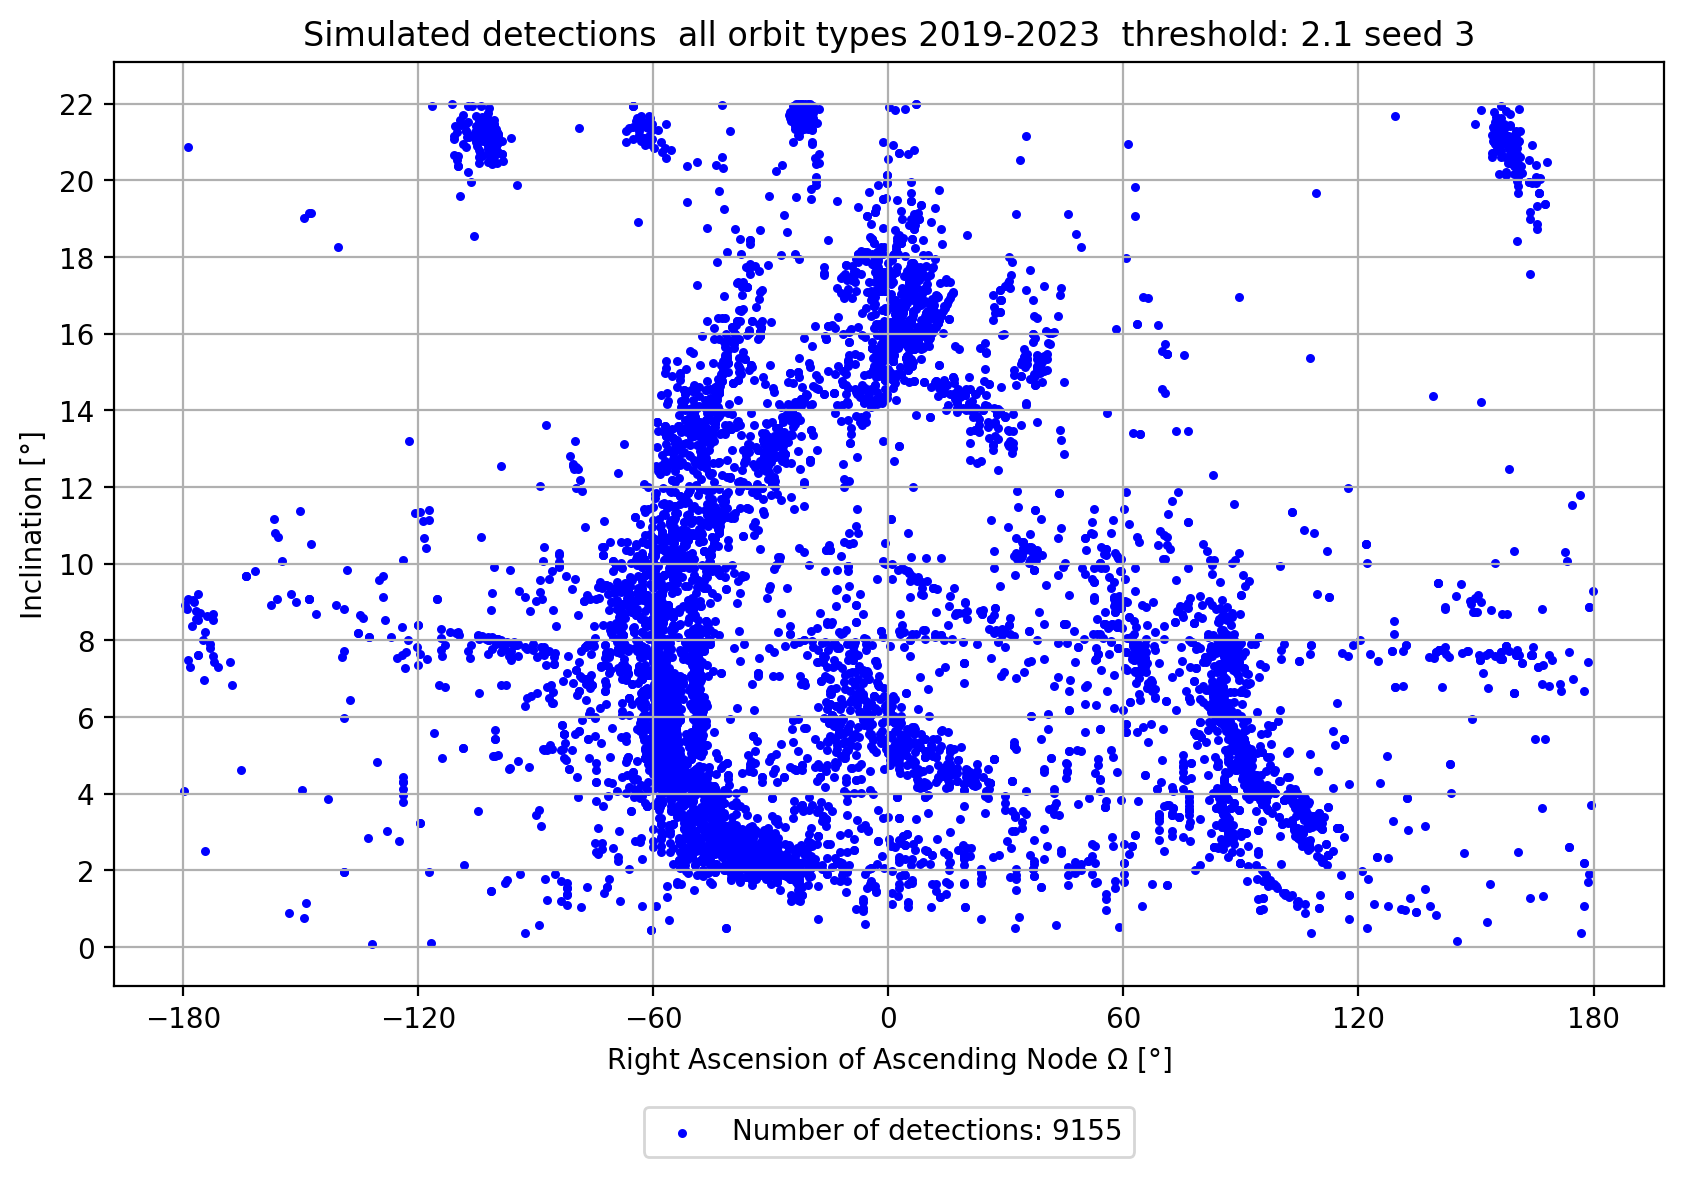 Simulated detections  all orbit types 2019-2023  threshold: 2.1 seed 3
22
20
18
16
14
12
10
8
6
4
2
0
Inclination [°]
−180 −120 −60 0 60 120 180
Right Ascension of Ascending Node Ω [°]
Number of detections: 9155